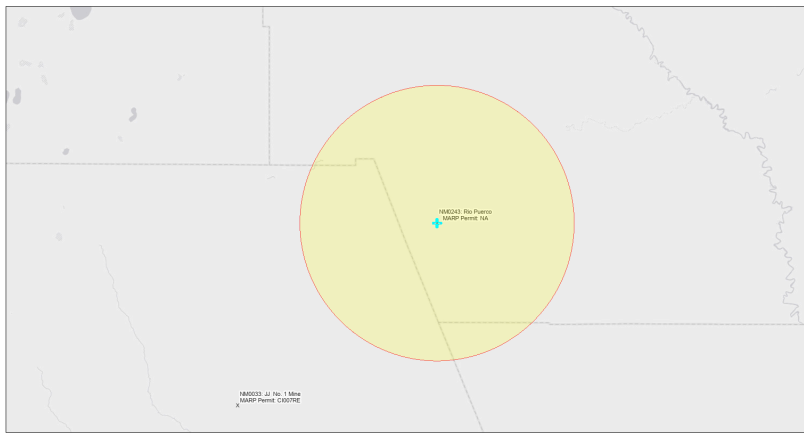 NM0243: Rio Puerco
MARP Permit: NA
NM0033: JJ No. 1 Mine
MARP Permit: CI007RE
X